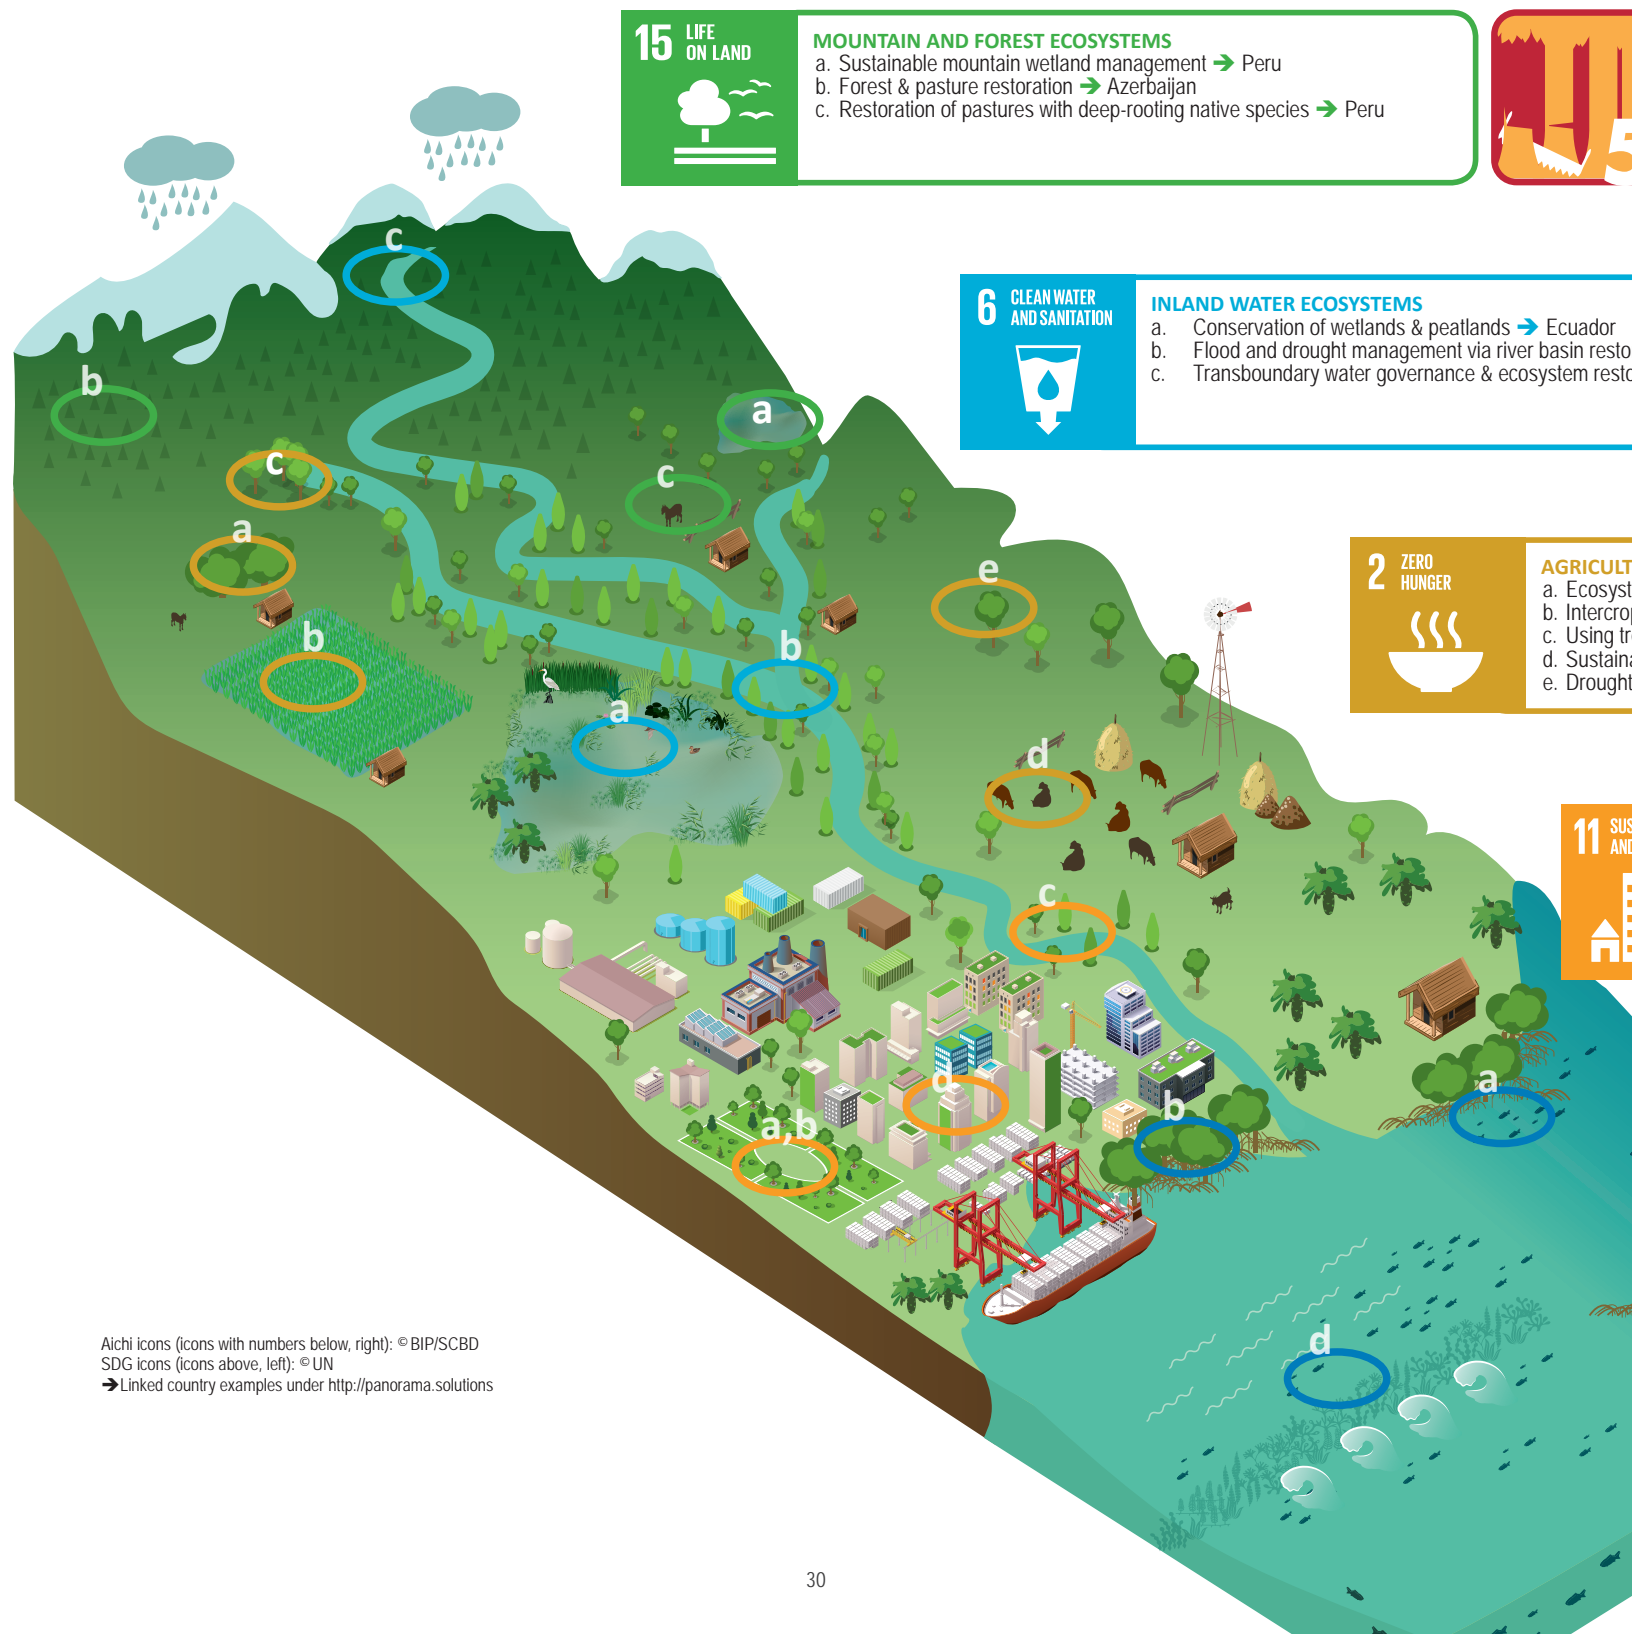 15 LIFE
ON LAND
MOUNTAIN AND FOREST ECOSYSTEMS
a. Sustainable mountain wetland management ➔ Peru
b. Forest & pasture restoration ➔ Azerbaijan
c. Restoration of pastures with deep-rooting native species ➔ Peru
5
c
6 CLEAN WATER
AND SANITATION
INLAND WATER ECOSYSTEMS
a. Conservation of wetlands & peatlands ➔ Ecuador
b. Flood and drought management via river basin resto
c. Transboundary water governance & ecosystem resto
b
a
c
c
a
e
2 ZERO
HUNGER
AGRICULT
a. Ecosyst
b. Intercrop
c. Using tr
d. Sustaina
e. Drought
b
b
a
d
11 SUS
AND
c
d
a
b
a,b
d
Aichi icons (icons with numbers below, right): © BIP/SCBD
SDG icons (icons above, left): © UN
➔Linked country examples under http://panorama.solutions
30